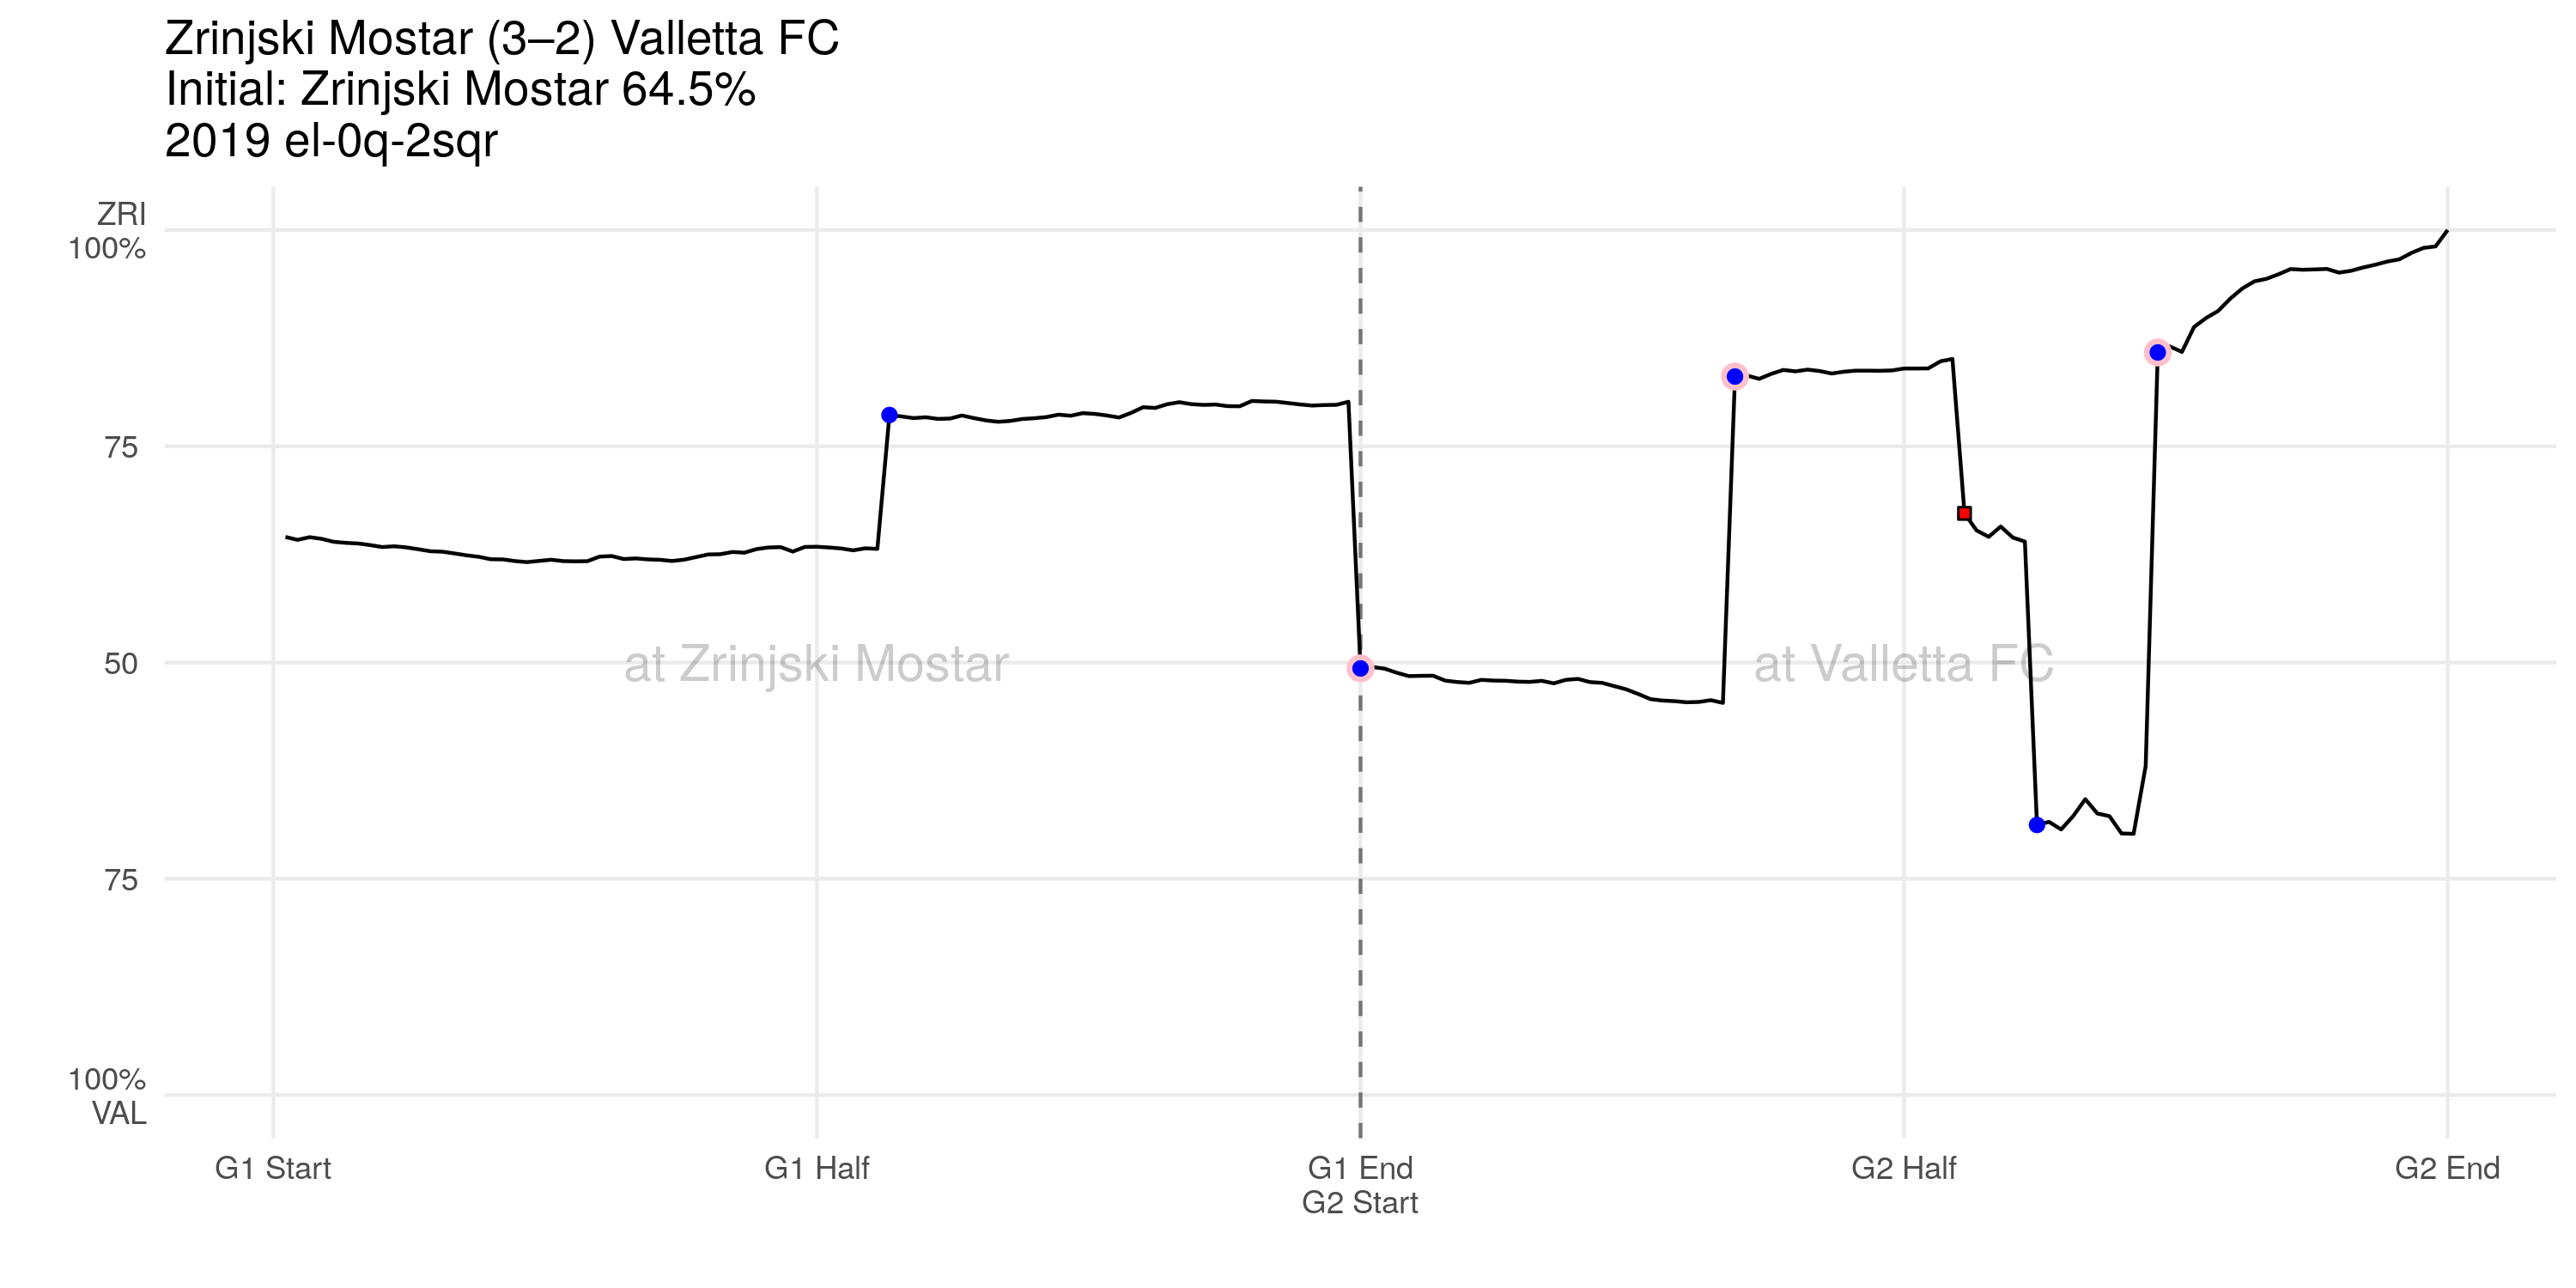 Zrinjski Mostar (3–2) Valletta FC
Initial: Zrinjski Mostar 64.5%
2019 el-0q-2sqr
ZRI
100%
75
50
75
100%
VAL
at Zrinjski Mostar
at Valletta FC
G1 Start
G1 Half
G1 End
G2 Start
G2 Half
G2 End